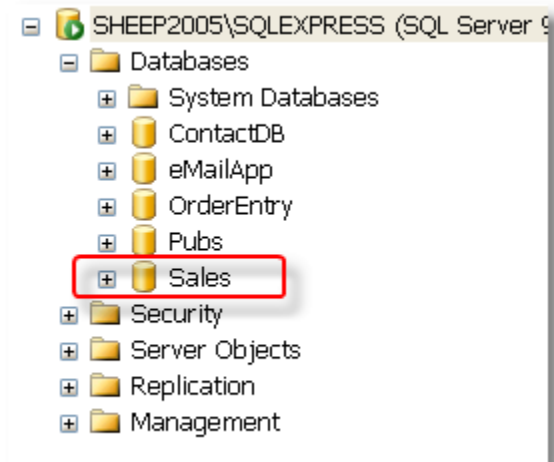 SHEEP2005\SQLEXPRESS (SQL Server 9
Databases
System Databases
ContactDB
eMailApp
OrderEntry
Pubs
Sales
Security
Server Objects
Replication
Management